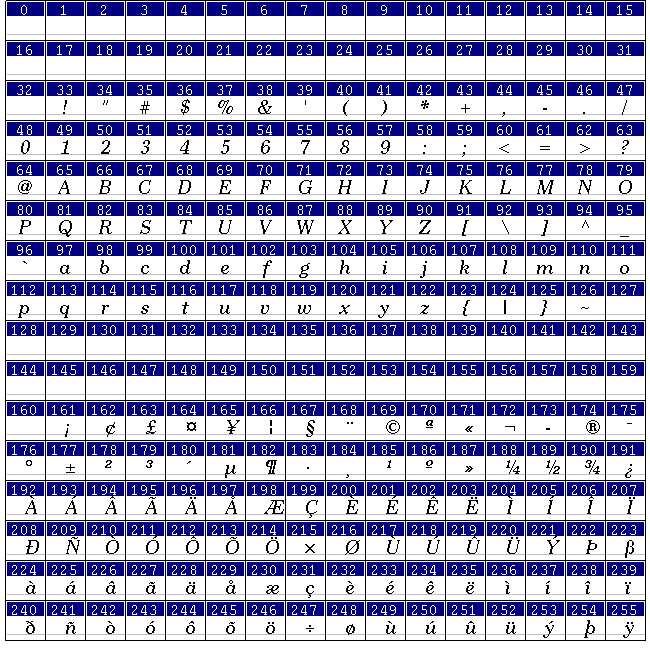 0 1 2 3 4 5 6 7 8 9 10 11 12 13 14 15
16 17 18 19 20 21 22 23 24 25 26 27 28 29 30 31
32 33 34 35 36 37 38 39 40 41 42 43 44 45 46 47
! " # $ % & ' ( ) * + , - . /
48 49 50 51 52 53 54 55 56 57 58 59 60 61 62 63
0 1 2 3 4 5 6 7 8 9 : ; < = > ?
64 65 66 67 68 69 70 71 72 73 74 75 76 77 78 79
@ A B C D E F G H I J K L M N O
80 81 82 83 84 85 86 87 88 89 90 91 92 93 94 95
P Q R S T U V W X Y Z [ \ ] ^ _
96 97 98 99 100 101 102 103 104 105 106 107 108 109 110 111
` a b c d e f g h i j k l m n o
112 113 114 115 116 117 118 119 120 121 122 123 124 125 126 127
p q r s t u v w x y z { | } ~
128 129 130 131 132 133 134 135 136 137 138 139 140 141 142 143
144 145 146 147 148 149 150 151 152 153 154 155 156 157 158 159
160 161 162 163 164 165 166 167 168 169 170 171 172 173 174 175
¡ ¢ £ ¤ ¥ ¦ § ¨ © ª « ¬ - ® ¯
176 177 178 179 180 181 182 183 184 185 186 187 188 189 190 191
° ± ² ³ ´ µ ¶ · ¸ ¹ º » ¼ ½ ¾ ¿
192 193 194 195 196 197 198 199 200 201 202 203 204 205 206 207
À Á Â Ã Ä Å Æ Ç È É Ê Ë Ì Í Î Ï
208 209 210 211 212 213 214 215 216 217 218 219 220 221 222 223
Ð Ñ Ò Ó Ô Õ Ö × Ø Ù Ú Û Ü Ý Þ ß
224 225 226 227 228 229 230 231 232 233 234 235 236 237 238 239
à á â ã ä å æ ç è é ê ë ì í î ï
240 241 242 243 244 245 246 247 248 249 250 251 252 253 254 255
ð ñ ò ó ô õ ö ÷ ø ù ú û ü ý þ ÿ